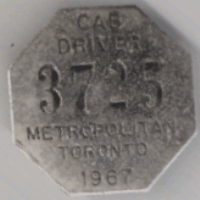 CAB
DRIVER
3725
METROPOLITAN
TORONTO
1967